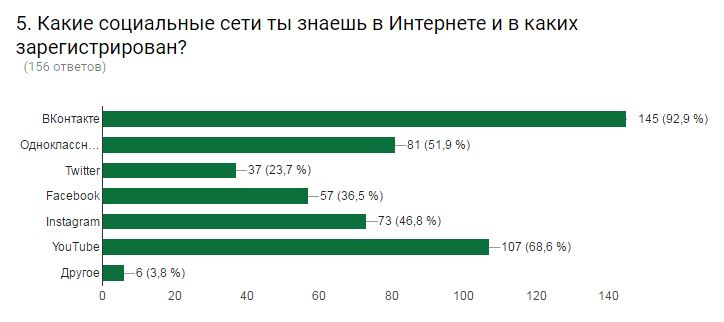 5. Какие социальные сети ты знаешь в Интернете и в каких
зарегистрирован?
(156 ответов)
ВКонтакте 145 (92,9 %)
Одноклассн... 81 (51,9 %)
Twitter 37 (23,7 %)
Facebook 57 (36,5 %)
Instagram 73 (46,8 %)
YouTube 107 (68,6 %)
Другое 6 (3,8 %)
0 20 40 60 80 100 120 140